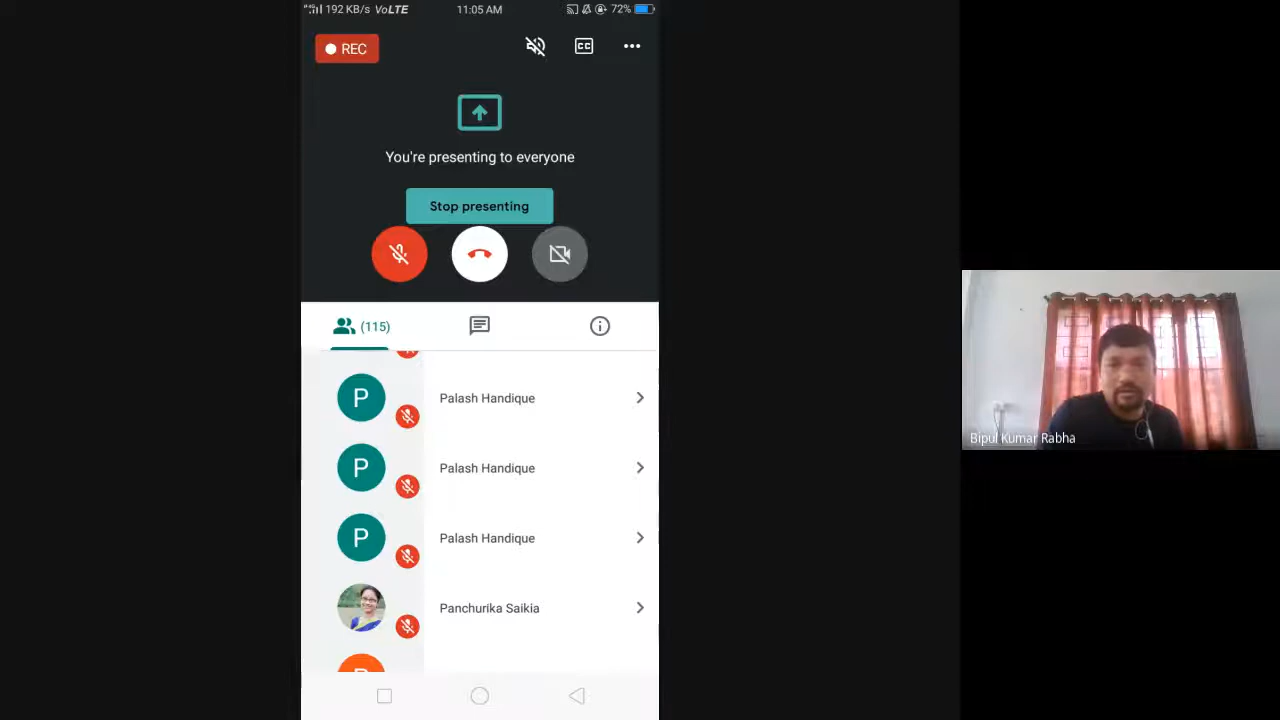 192 KB/s VoLTE 11:05 AM 72%
REC
CC
You're presenting to everyone
Stop presenting
(115)
P Palash Handique
P Palash Handique
P Palash Handique
Panchurika Saikia
Bipul Kumar Rabha